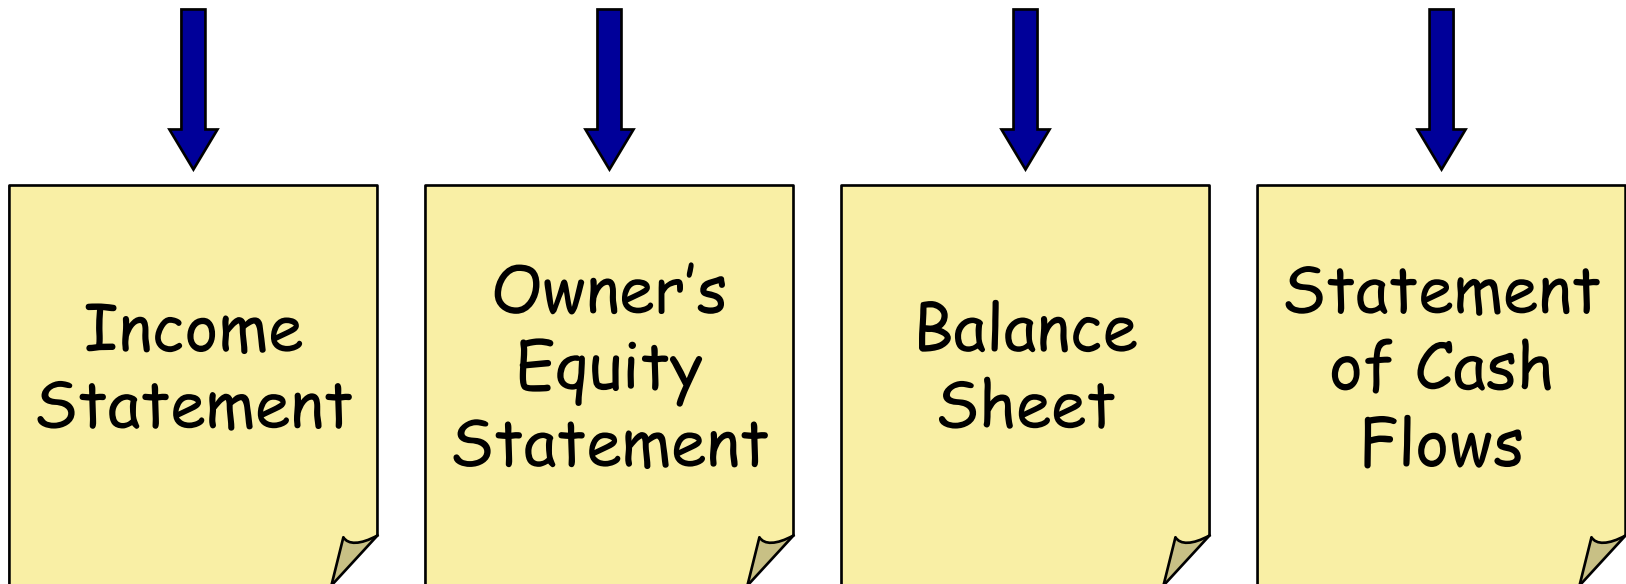 Income
Statement
Owner’s
Equity
Statement
Balance
Sheet
Statement
of Cash
Flows